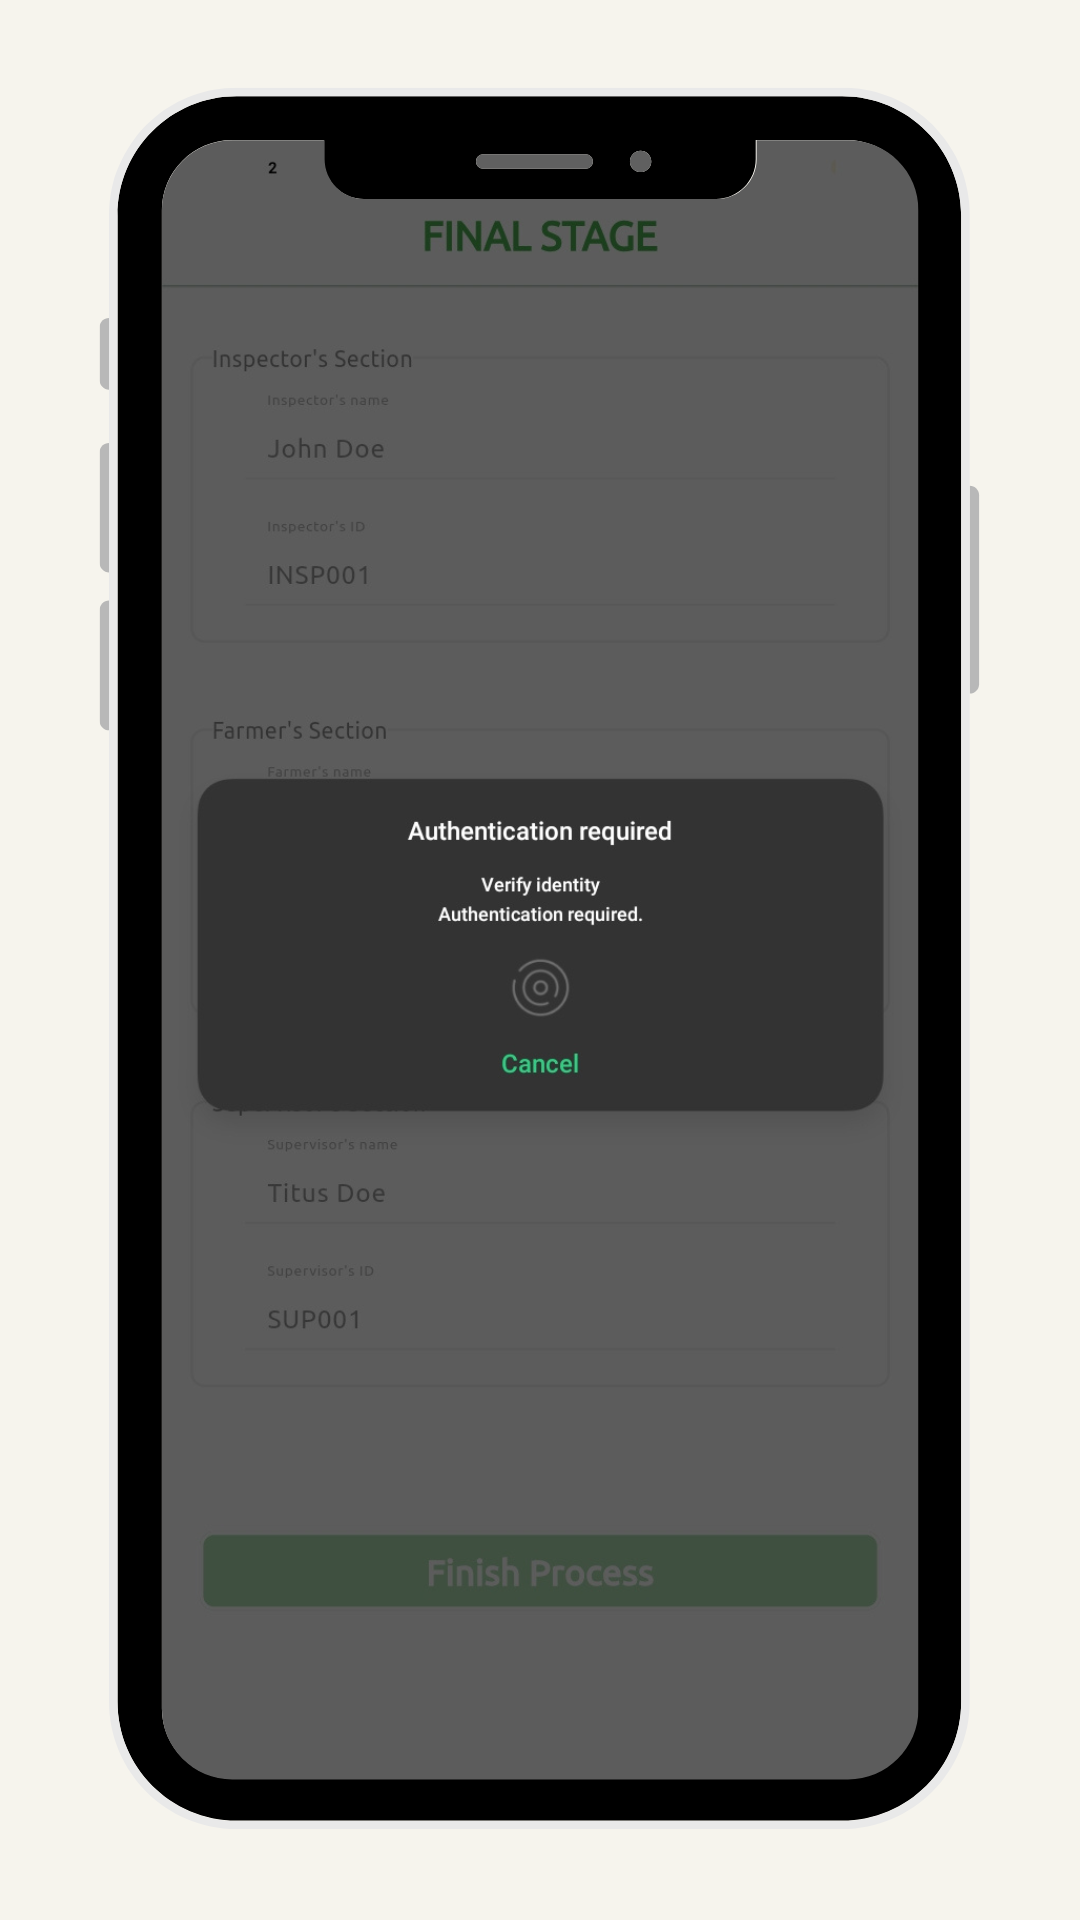 2
FINAL STAGE
Inspector's Section
Inspector's name
John Doe
Inspector's ID
INSP001
Farmer's Section
Farmer's name
Authentication required
Verify identity
Authentication required.
Cancel
Supervisor's name
Titus Doe
Supervisor's ID
SUP001
Finish Process